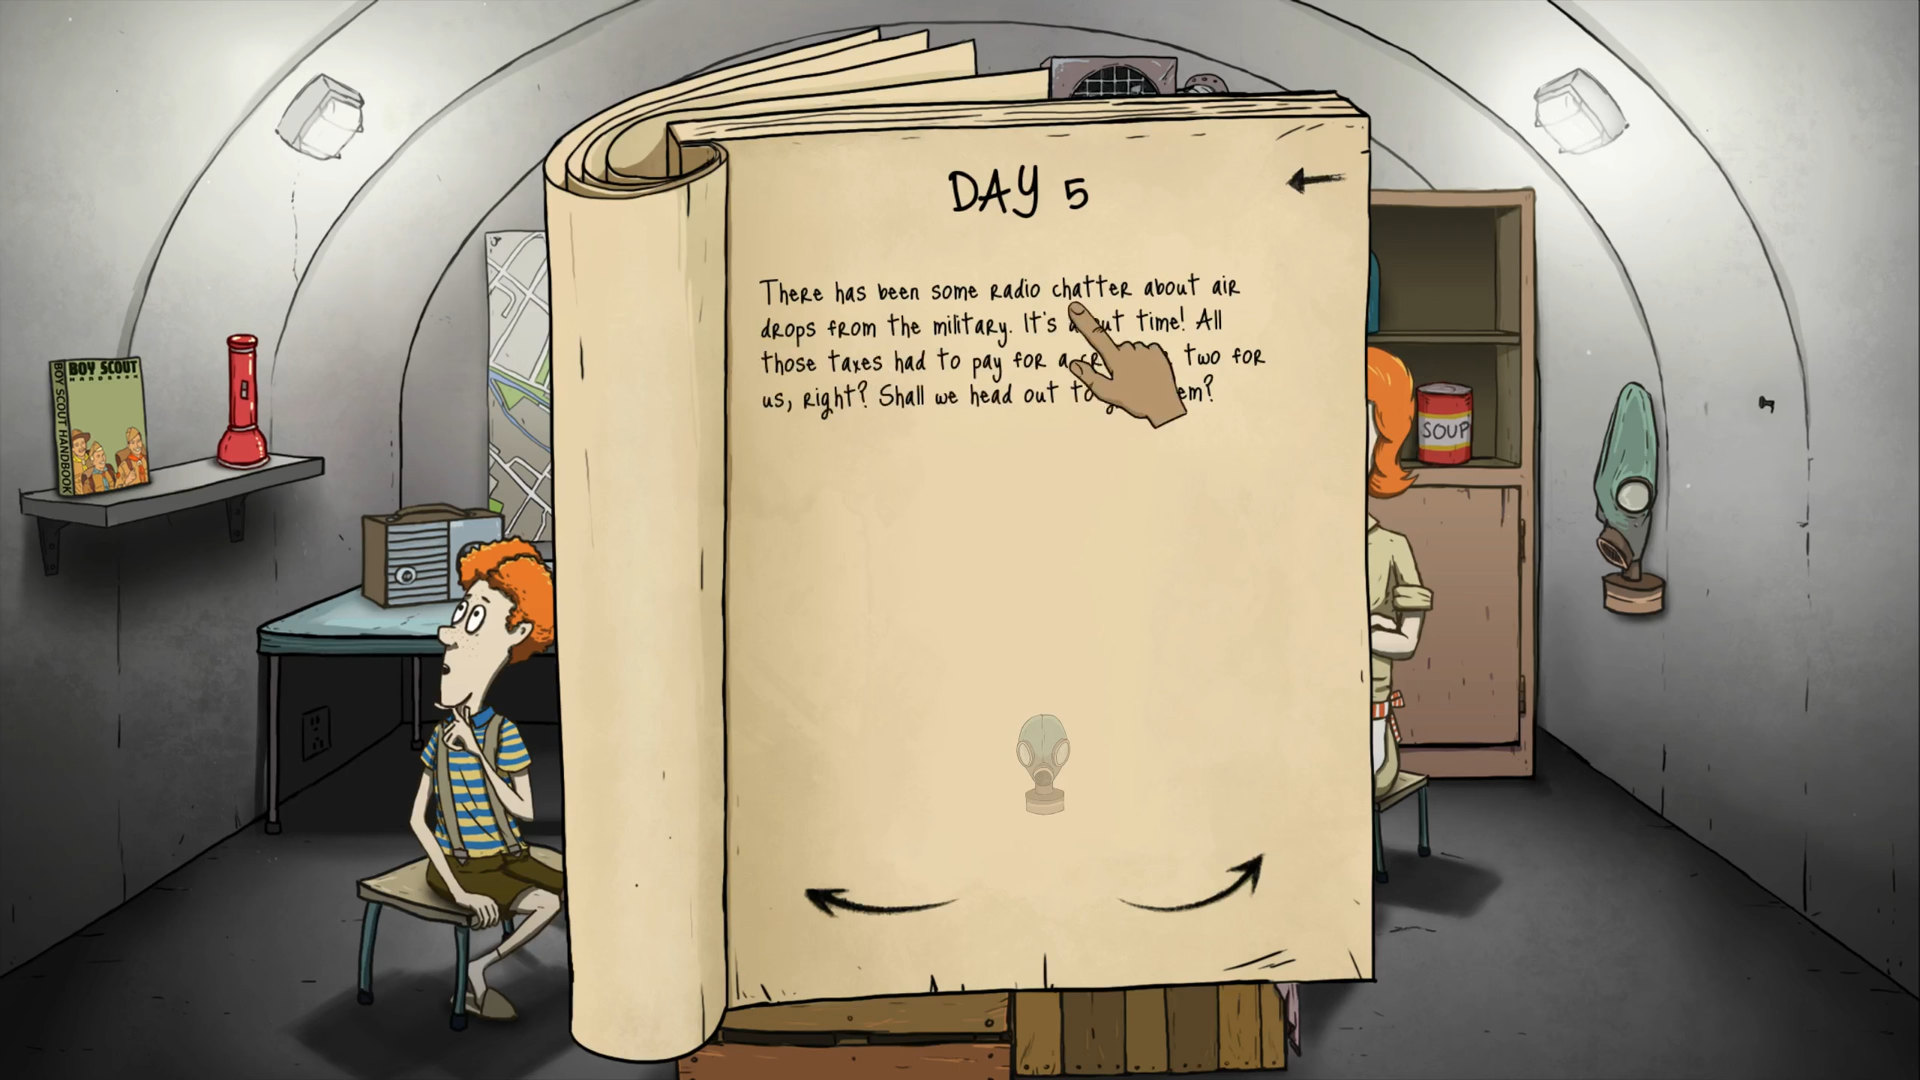 DAY 5
There has been some radio chatter about air
drops from the military. It's time! All
those taxes had to pay for a two for
us, right? Shall we head out to
BOY SCOUT
HANDBOOK
BOY SCOUT HANDBOOK
SOUP